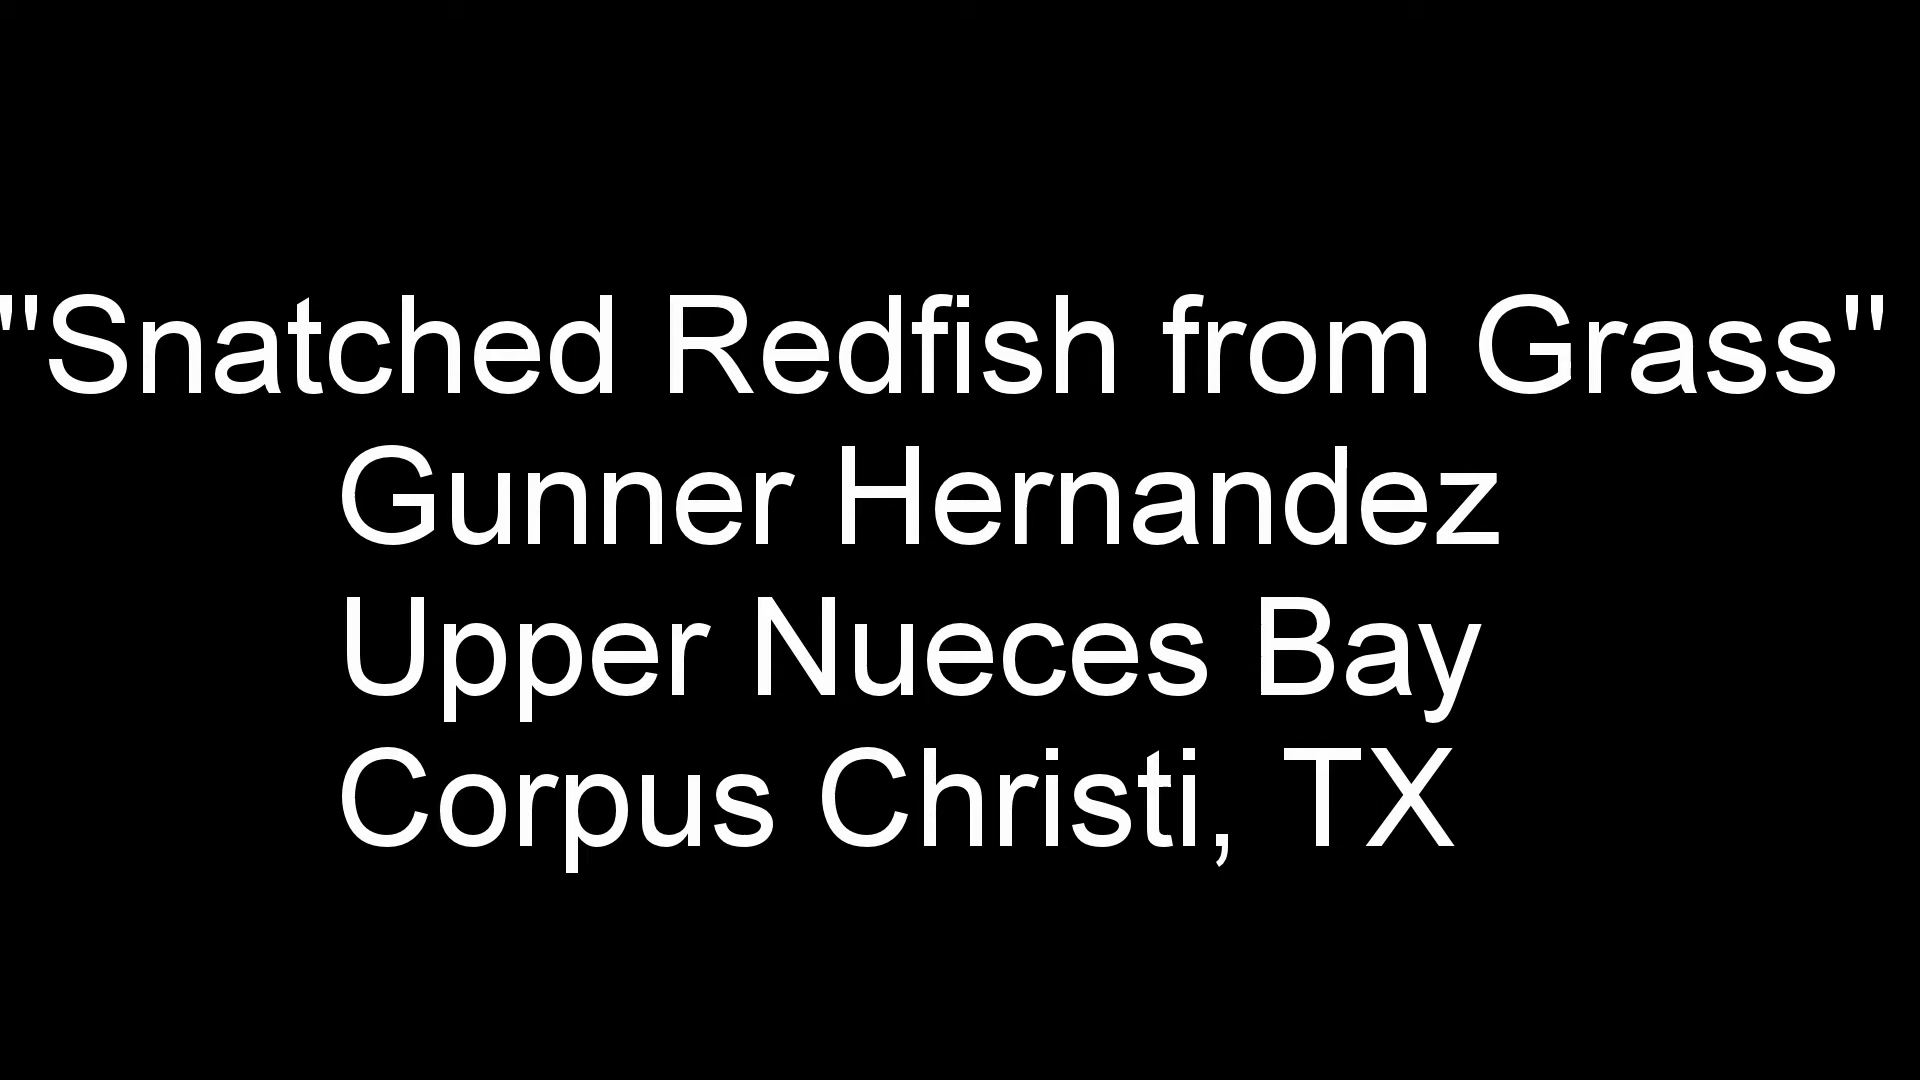 "Snatched Redfish from Grass"
Gunner Hernandez
Upper Nueces Bay
Corpus Christi, TX